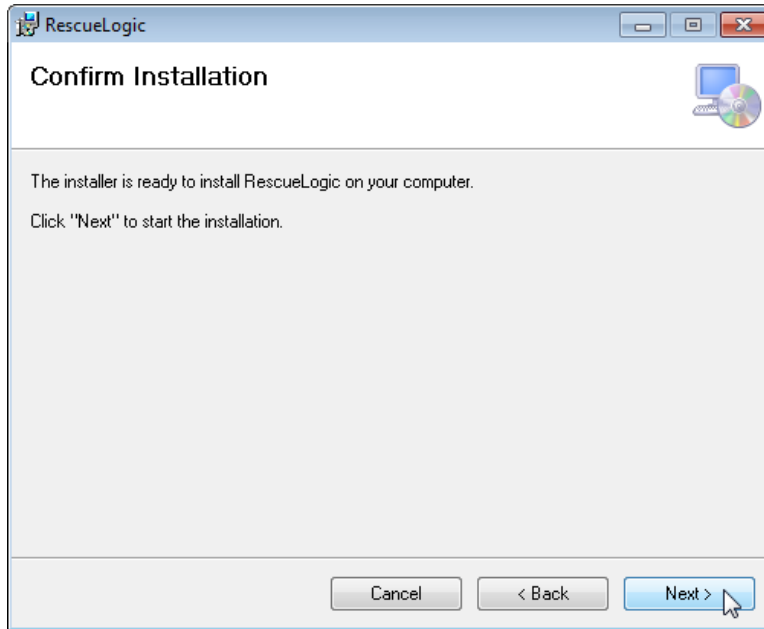 RescueLogic
Confirm Installation
The installer is ready to install RescueLogic on your computer.
Click "Next" to start the installation.
Cancel
< Back
Next >